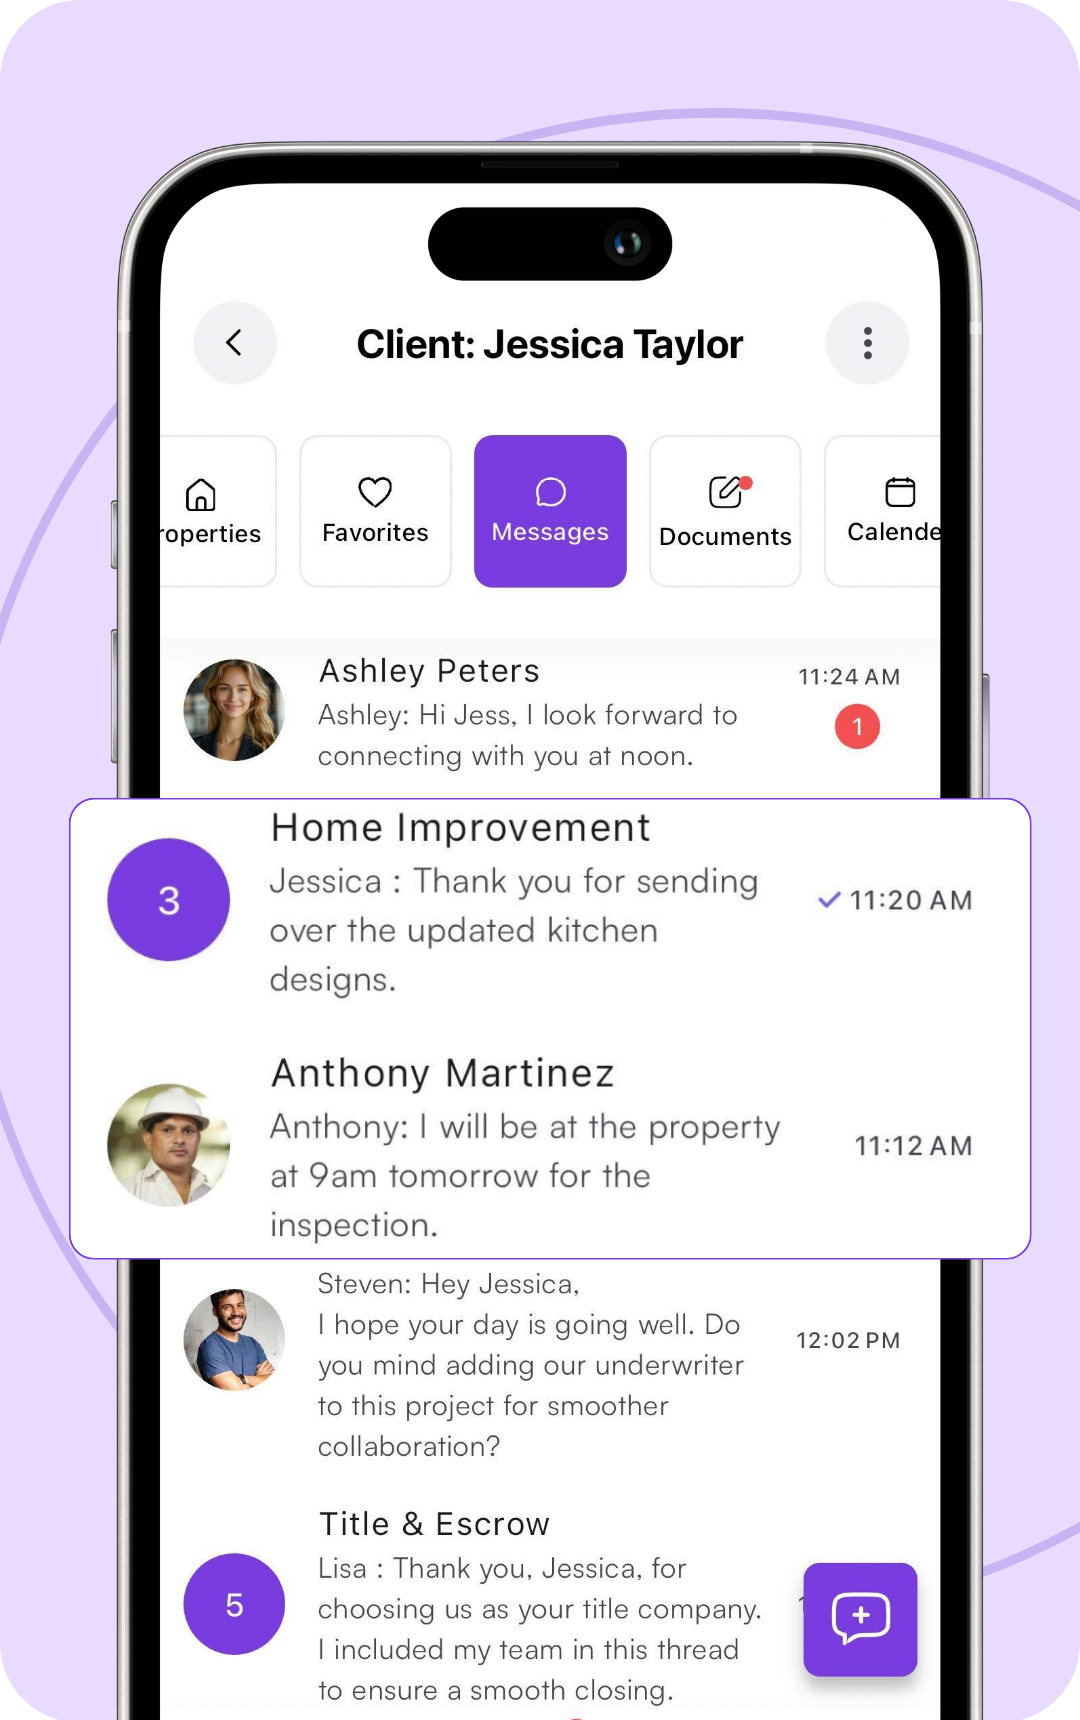 Client: Jessica Taylor
roperties
Favorites
Messages
Documents
Calende
Ashley Peters
11:24 AM
Ashley: Hi Jess, I look forward to
connecting with you at noon.
1
Home Improvement
3
Jessica : Thank you for sending
over the updated kitchen
designs.
11:20 AM
Anthony Martinez
Anthony: I will be at the property
at 9am tomorrow for the
inspection.
11:12 AM
Steven: Hey Jessica,
I hope your day is going well. Do
you mind adding our underwriter
to this project for smoother
collaboration?
12:02 PM
Title & Escrow
5
Lisa : Thank you, Jessica, for
choosing us as your title company.
I included my team in this thread
to ensure a smooth closing.